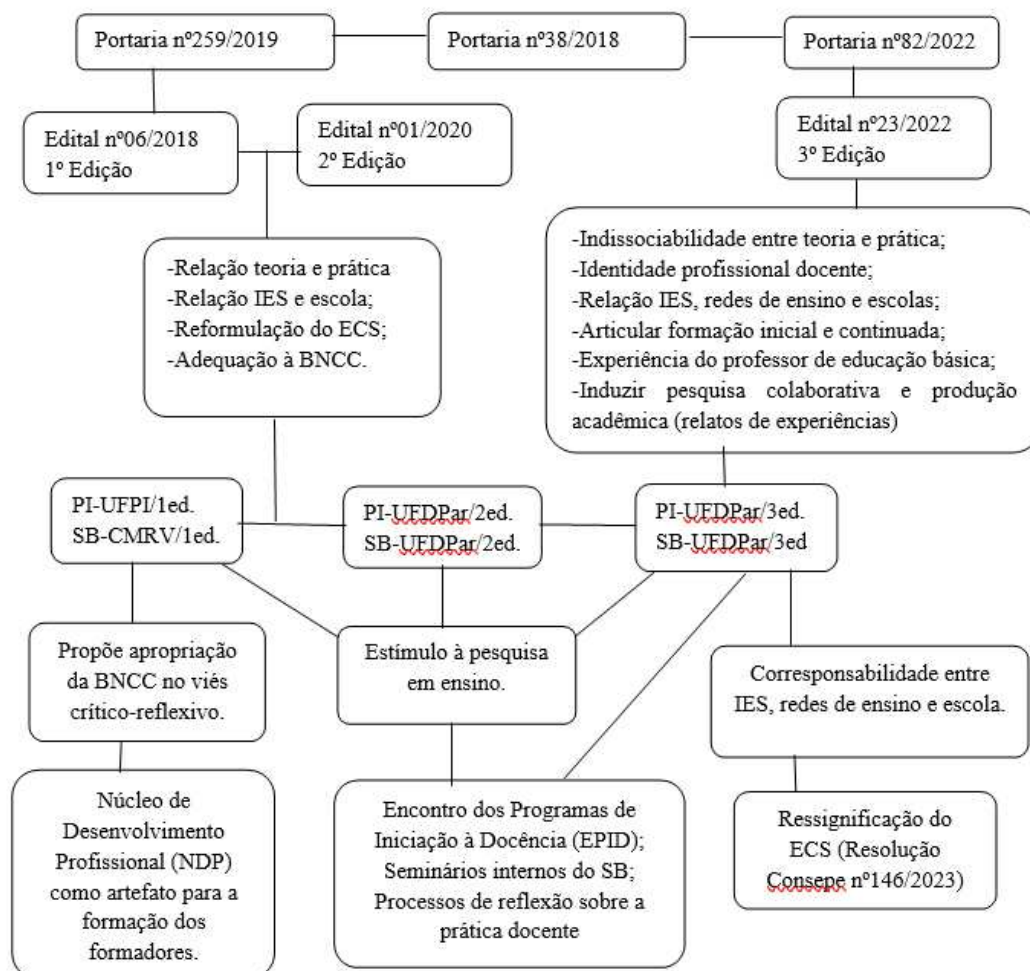 Portaria nº259/2019
Portaria nº38/2018
Portaria nº82/2022
Edital nº06/2018
1º Edição
Edital nº01/2020
2º Edição
Edital nº23/2022
3º Edição
-Relação teoria e prática
-Relação IES e escola;
-Reformulação do ECS;
-Adequação à BNCC.
-Indissociabilidade entre teoria e prática;
-Identidade profissional docente;
-Relação IES, redes de ensino e escolas;
-Articular formação inicial e continuada;
-Experiência do professor de educação básica;
-Induzir pesquisa colaborativa e produção
acadêmica (relatos de experiências)
PI-UFPI/1ed.
SB-CMRV/1ed.
PI-UFDPar/2ed.
SB-UFDPar/2ed.
PI-UFDPar/3ed.
SB-UFDPar/3ed
Propõe apropriação
da BNCC no viés
crítico-reflexivo.
Estímulo à pesquisa
em ensino.
Corresponsabilidade entre
IES, redes de ensino e escola.
Núcleo de
Desenvolvimento
Profissional (NDP)
como artefato para a
formação dos
formadores.
Encontro dos Programas de
Iniciação à Docência (EPID);
Seminários internos do SB;
Processos de reflexão sobre a
prática docente
Ressignificação do
ECS (Resolução
Consepe nº146/2023)